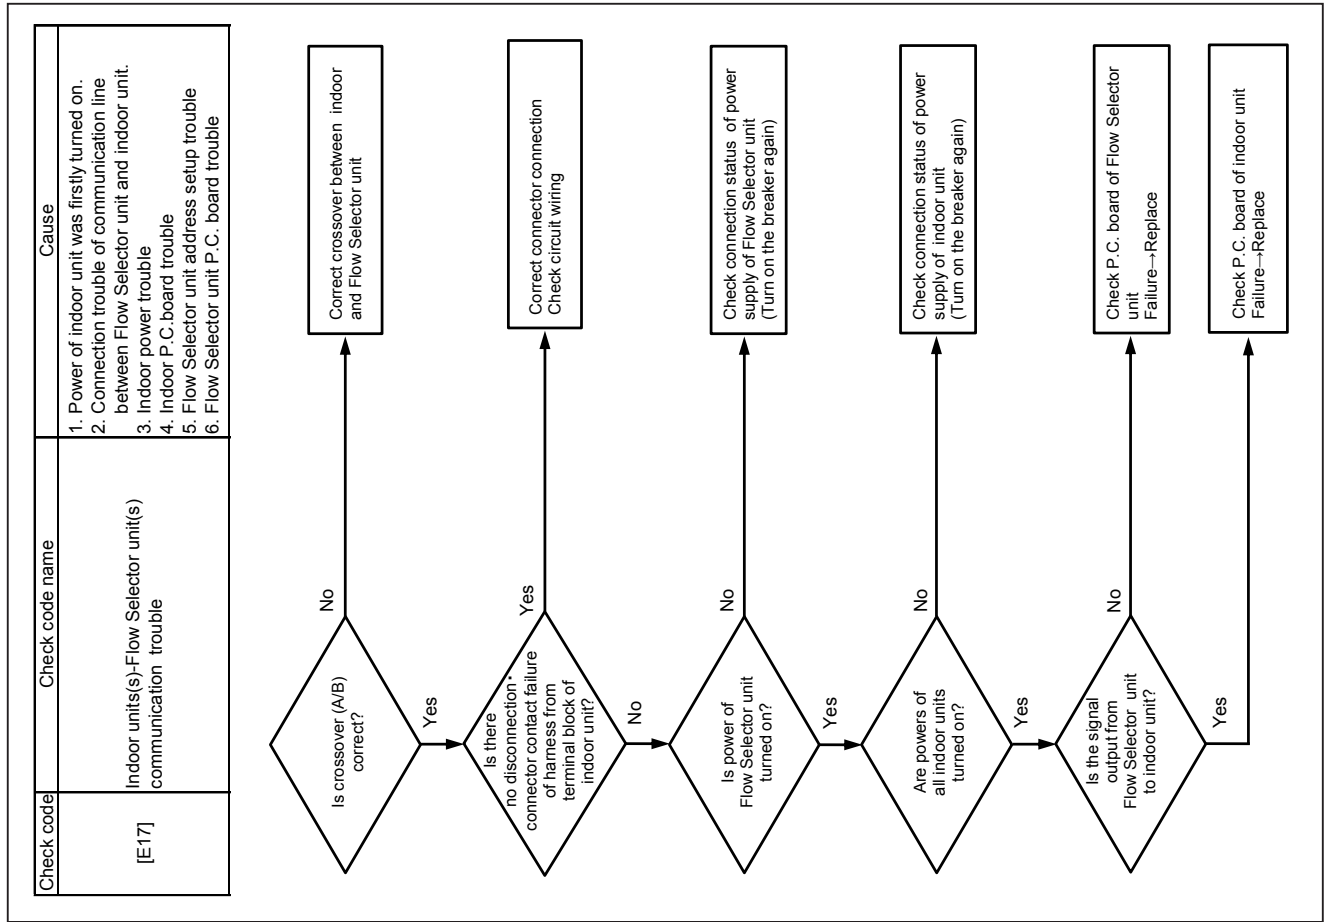 Check code
Check code name
Cause
[E17]
Indoor units(s)-Flow Selector unit(s)
communication trouble
1. Power of indoor unit was firstly turned on.
2. Connection trouble of communication line
between Flow Selector unit and indoor unit.
3. Indoor power trouble
4. Indoor P.C.board trouble
5. Flow Selector unit address setup trouble
6. Flow Selector unit P.C. board trouble
Is crossover (A/B)
correct?
No
Correct crossover between indoor
and Flow Selector unit
Yes
Is there
no disconnection•
connector contact failure
of harness from
terminal block of
indoor unit?
Yes
Correct connector connection
Check circuit wiring
No
Is power of
Flow Selector unit
turned on?
No
Check connection status of power
supply of Flow Selector unit
(Turn on the breaker again)
Yes
Are powers of
all indoor units
turned on?
No
Check connection status of power
supply of indoor unit
(Turn on the breaker again)
Yes
Is the signal
output from
Flow Selector unit
to indoor unit?
No
Check P.C. board of Flow Selector
unit
Failure→Replace
Yes
Check P.C. board of indoor unit
Failure→Replace